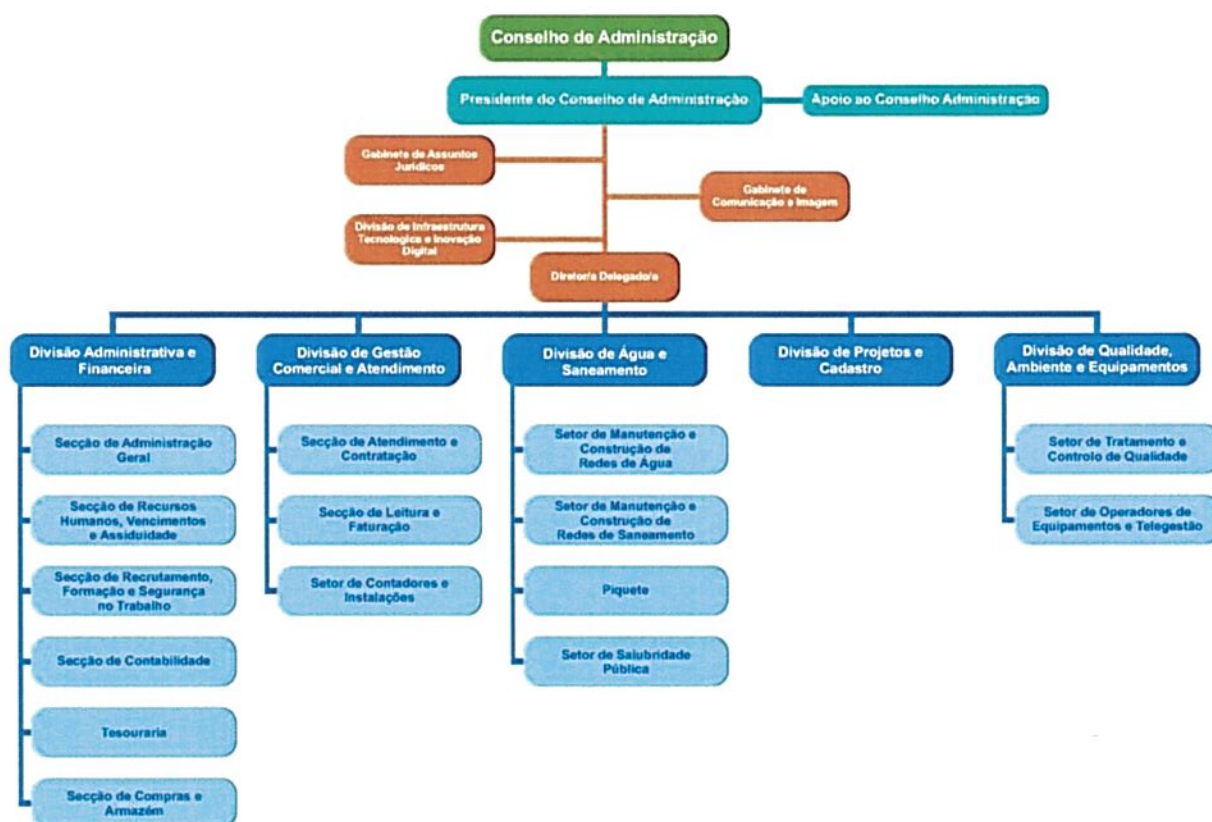 Conselho de Administração
Presidente do Conselho de Administração
Apoio ao Conselho Administração
Gabinete de Assuntos
Jurídicos
Gabinete de
Comunicação e Imagem
Divisão de Infraestrutura
Tecnologica e Inovação
Digital
Diretor/a Delegado/a
Divisão Administrativa e
Financeira
Secção de Administração
Geral
Secção de Recursos
Humanos, Vencimentos
e Assiduidade
Secção de Recrutamento,
Formação e Segurança
no Trabalho
Secção de Contabilidade
Tesouraria
Secção de Compras e
Armazém
Divisão de Gestão
Comercial e Atendimento
Secção de Atendimento e
Contratação
Secção de Leitura e
Faturação
Setor de Contadores e
Instalações
Divisão de Água e
Saneamento
Setor de Manutenção e
Construção de
Redes de Água
Setor de Manutenção e
Construção de
Redes de Saneamento
Piquete
Setor de Salubridade
Pública
Divisão de Projetos e
Cadastro
Divisão de Qualidade,
Ambiente e Equipamentos
Setor de Tratamento e
Controlo de Qualidade
Setor de Operadores de
Equipamentos e Telegestão